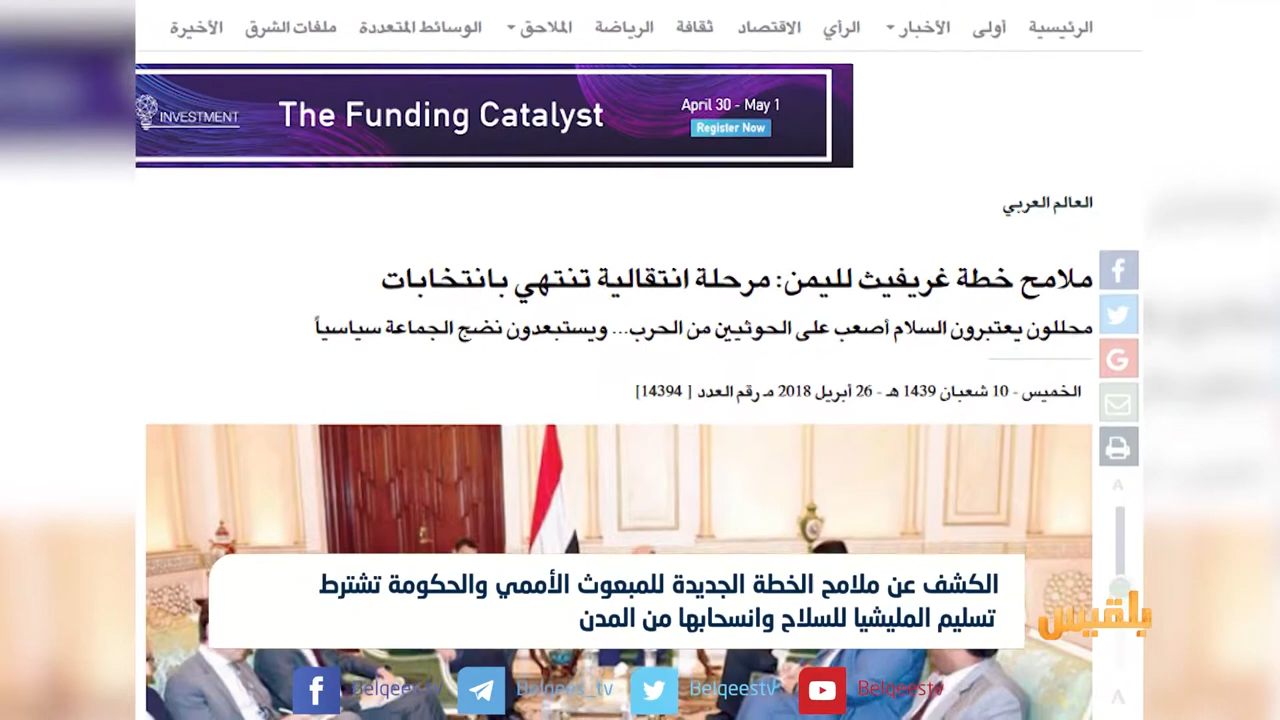 الرئيسية أولى الأخبار الرأي الاقتصاد ثقافة الرياضة الملاحق الوسائط المتعددة ملفات الشرق الأخيرة
INVESTMENT The Funding Catalyst April 30 - May 1
Register Now
العالم العربي
ملامح خطة غريفيث لليمن: مرحلة انتقالية تنتهي بانتخابات
محللون يعتبرون السلام أصعب على الحوثيين من الحرب... ويستبعدون نضج الجماعة سياسياً
الخميس - 10 شعبان 1439 هـ - 26 أبريل 2018 مـ رقم العدد [ 14394]
A
الكشف عن ملامح الخطة الجديدة للمبعوث الأممي والحكومة تشترط
تسليم المليشيا للسلاح وانسحابها من المدن
بلقيس
Belqeestv Belqees_tv Belqeestv Belqeestv
A